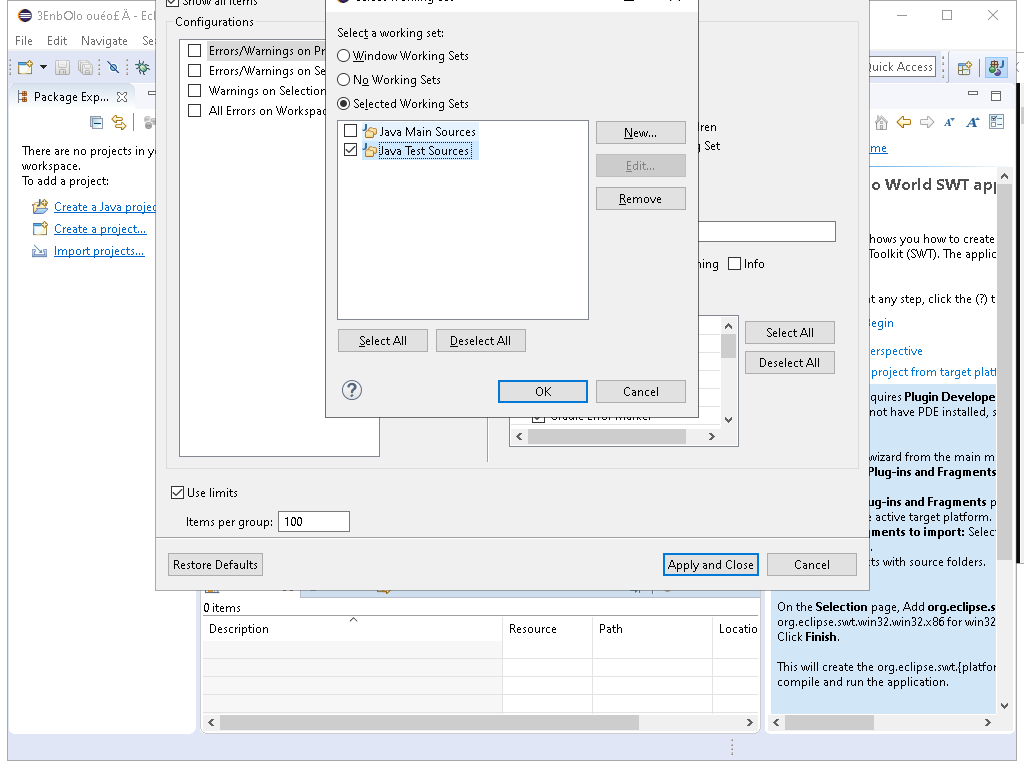 3EnbOlo ouéo£Ä - Ecl
File Edit Navigate Se
Quick Access
Package Exp...
There are no projects in y
workspace.
To add a project:
Create a Java projec
Create a project...
Import projects...
Show all items
Configurations
Errors/Warnings on Pr
Errors/Warnings on Se
Warnings on Selection
All Errors on Workspac
Select a working set:
Window Working Sets
No Working Sets
Selected Working Sets
Java Main Sources
Java Test Sources
New...
Edit...
Remove
Select All
Deselect All
OK
Cancel
Info
Select All
Deselect All
Use limits
Items per group: 100
Restore Defaults
Apply and Close
Cancel
0 items
Description Resource Path Locatio
o World SWT app
hows you how to create
Toolkit (SWT). The applic
t any step, click the (?) t
Begin
erspective
project from target platf
quires Plugin Develope
not have PDE installed, s
wizard from the main m
Plug-ins and Fragments
ug-ins and Fragments p
e active target platform.
ments to import: Selec
ts with source folders.
On the Selection page, Add org.eclipse.s
org.eclipse.swt.win32.win32.x86 for win32
Click Finish.
This will create the org.eclipse.swt.{platfor
compile and run the application.